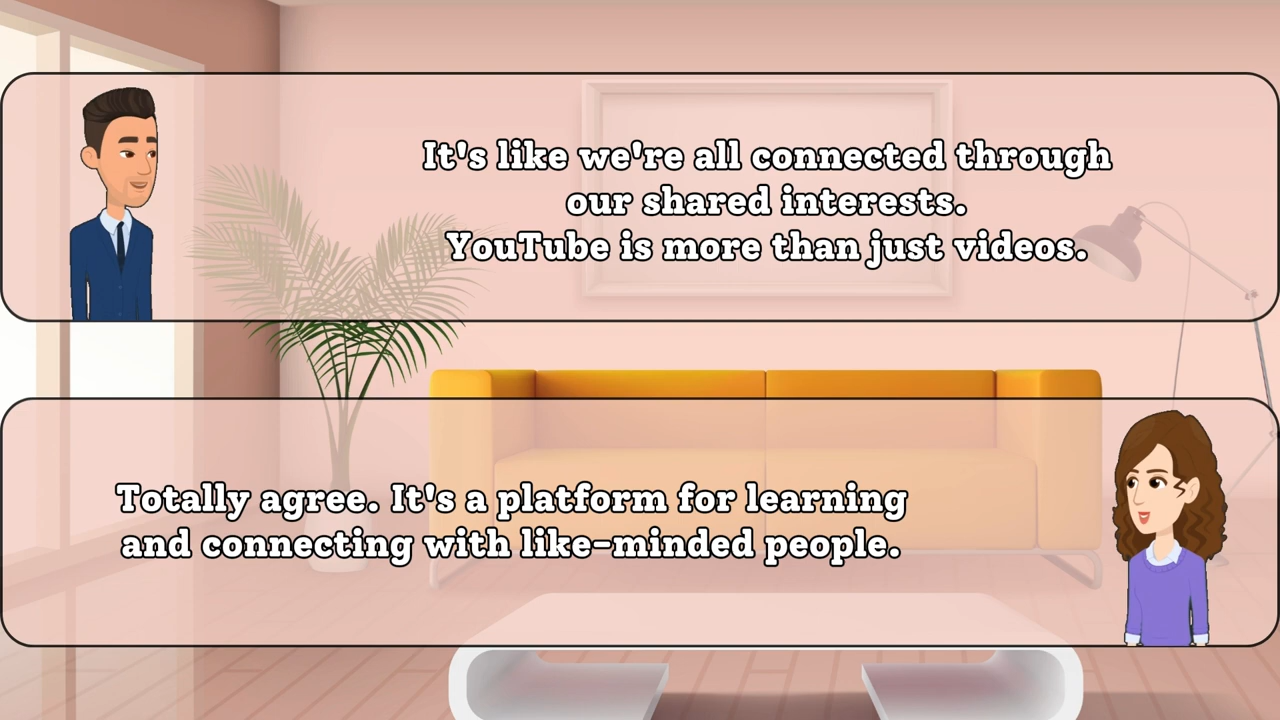 It's like we're all connected through
our shared interests.
YouTube is more than just videos.
Totally agree. It's a platform for learning
and connecting with like-minded people.